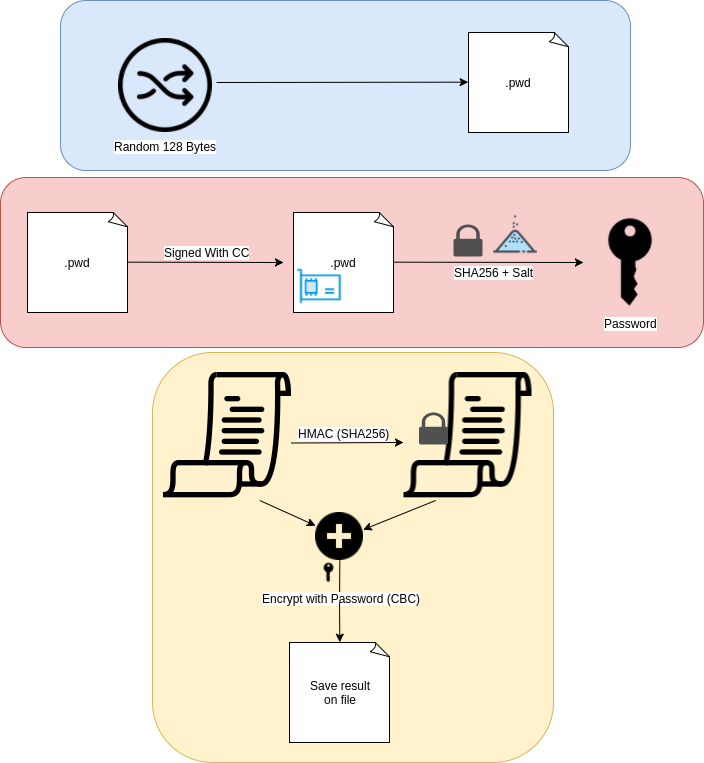 Random 128 Bytes
.pwd
.pwd
Signed With CC
.pwd
SHA256 + Salt
Password
HMAC (SHA256)
Encrypt with Password (CBC)
Save result
on file